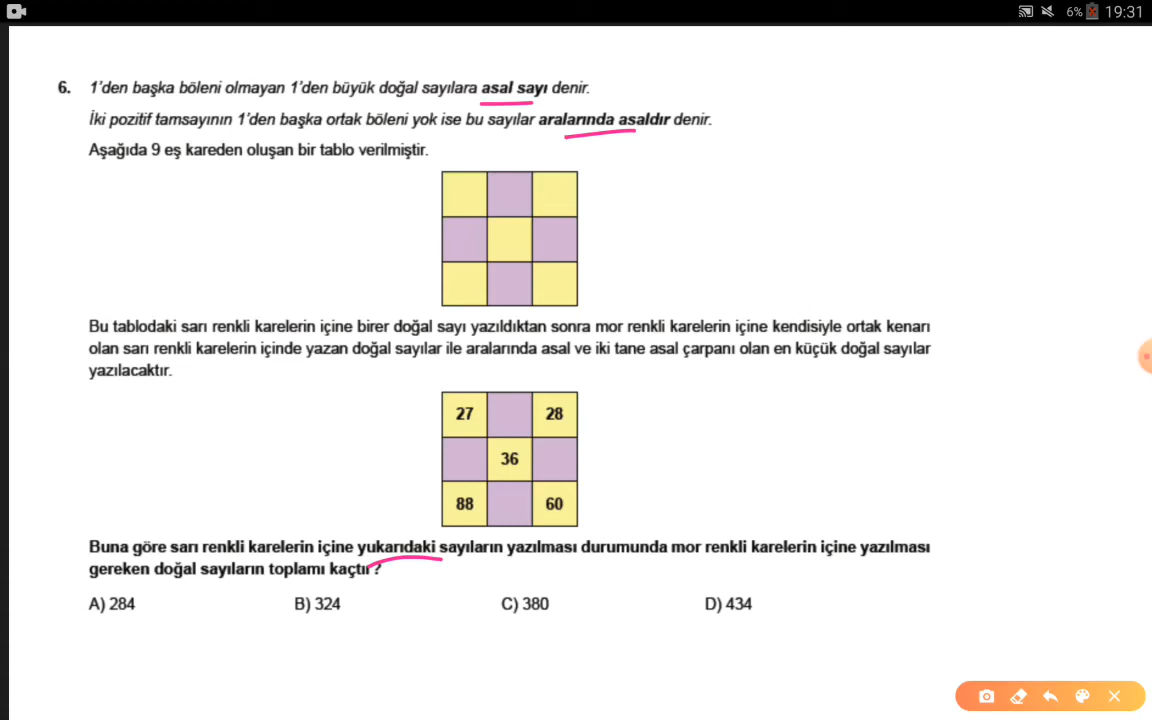 6% 19:31
6. 1'den başka böleni olmayan 1'den büyük doğal sayılara asal sayı denir.
İki pozitif tamsayının 1'den başka ortak böleni yok ise bu sayılar aralarında asaldır denir.
Aşağıda 9 eş kareden oluşan bir tablo verilmiştir.
Bu tablodaki sarı renkli karelerin içine birer doğal sayı yazıldıktan sonra mor renkli karelerin içine kendisiyle ortak kenarı
olan sarı renkli karelerin içinde yazan doğal sayılar ile aralarında asal ve iki tane asal çarpanı olan en küçük doğal sayılar
yazılacaktır.
27 28
36
88 60
Buna göre sarı renkli karelerin içine yukarıdaki sayıların yazılması durumunda mor renkli karelerin içine yazılması
gereken doğal sayıların toplamı kaçtır?
A) 284 B) 324 C) 380 D) 434